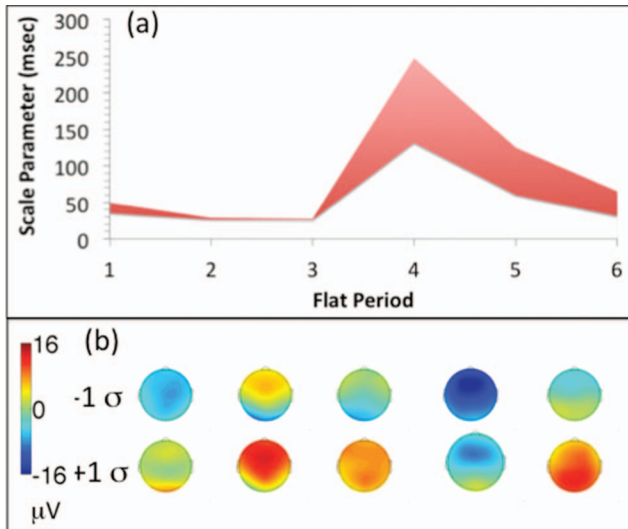 (a)
Scale Parameter (msec)
300
250
200
150
100
50
0
1 2 3 4 5 6
Flat Period
(b)
16
0
-16
μV
-1 σ
+1 σ